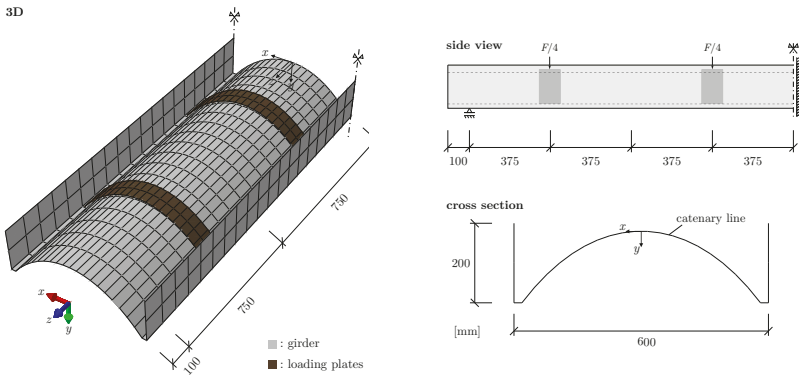 3D
x
y
750
750
100
x
z
y
: girder
: loading plates
side view
F/4
F/4
100
375
375
375
375
cross section
catenary line
x
y
200
[mm]
600